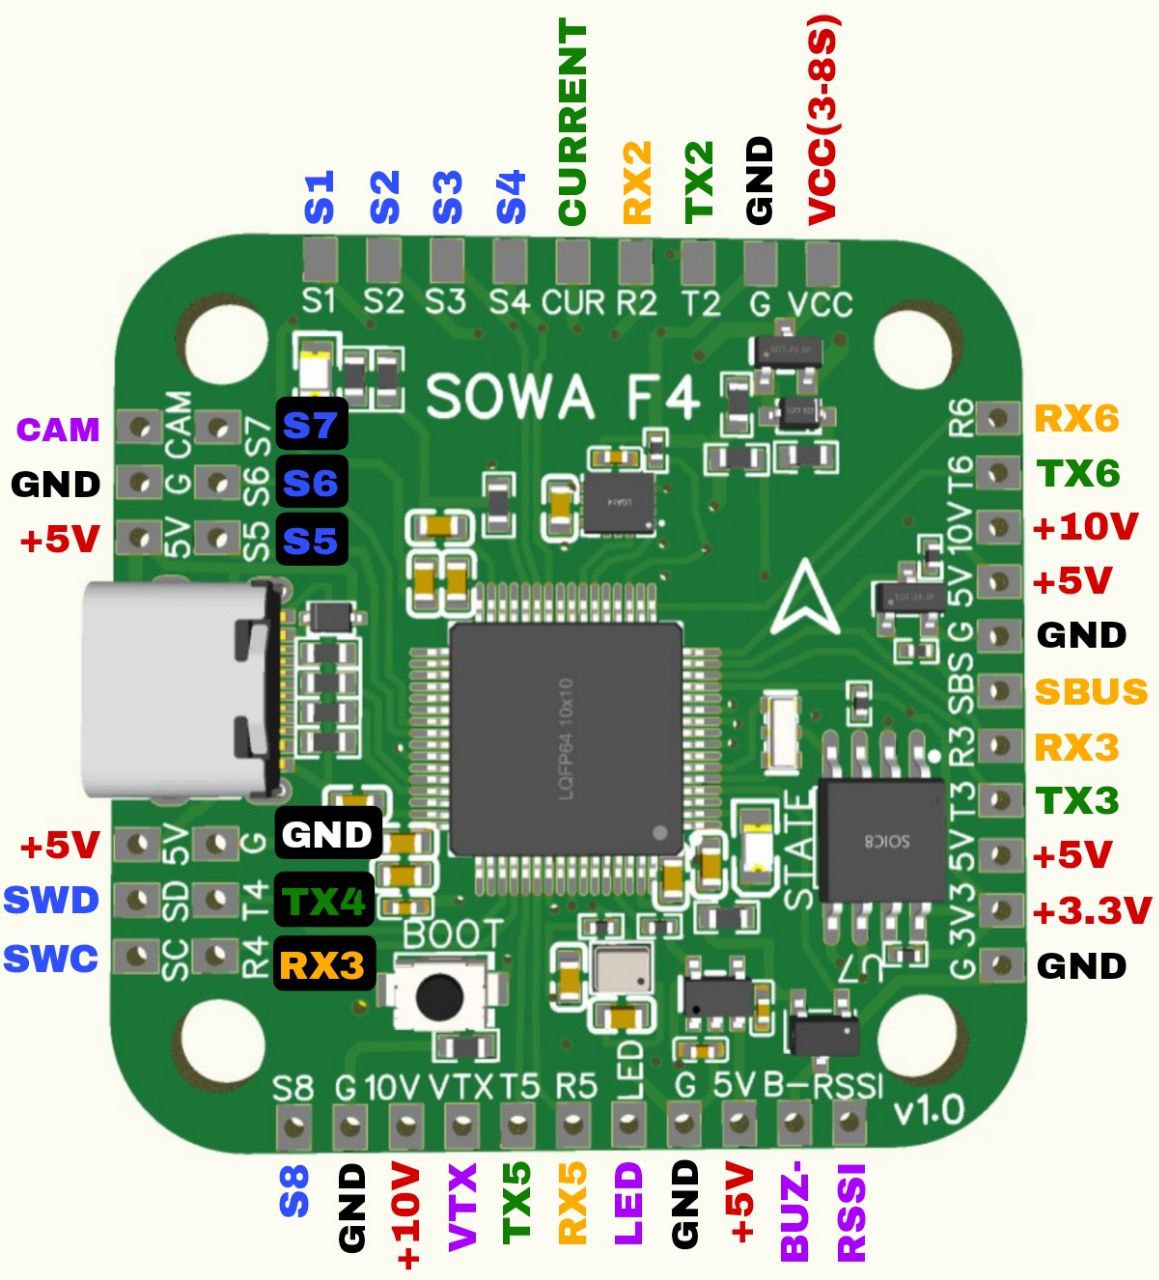 S1
S2
S3
S4
CURRENT
RX2
TX2
GND
VCC(3-8S)
S1
S2
S3
S4
CUR
R2
T2
G
VCC
SOWA F4
CAM
CAM
S7
S7
GND
G
S6
S6
+5V
5V
S5
S5
R6
RX6
T6
TX6
10V
+10V
5V
+5V
G
GND
SBS
SBUS
R3
RX3
T3
TX3
5V
+5V
3V3
+3.3V
G
GND
LGA14
LQFP64 10x10
SOIC8
STATE
U7
+5V
5V
G
GND
SWD
SD
T4
TX4
SWC
SC
R4
RX3
BOOT
S8
G
10V
VTX
T5
R5
LED
G
5V
B-
RSSI
v1.0
S8
GND
+10V
VTX
TX5
RX5
LED
GND
+5V
BUZ-
RSSI